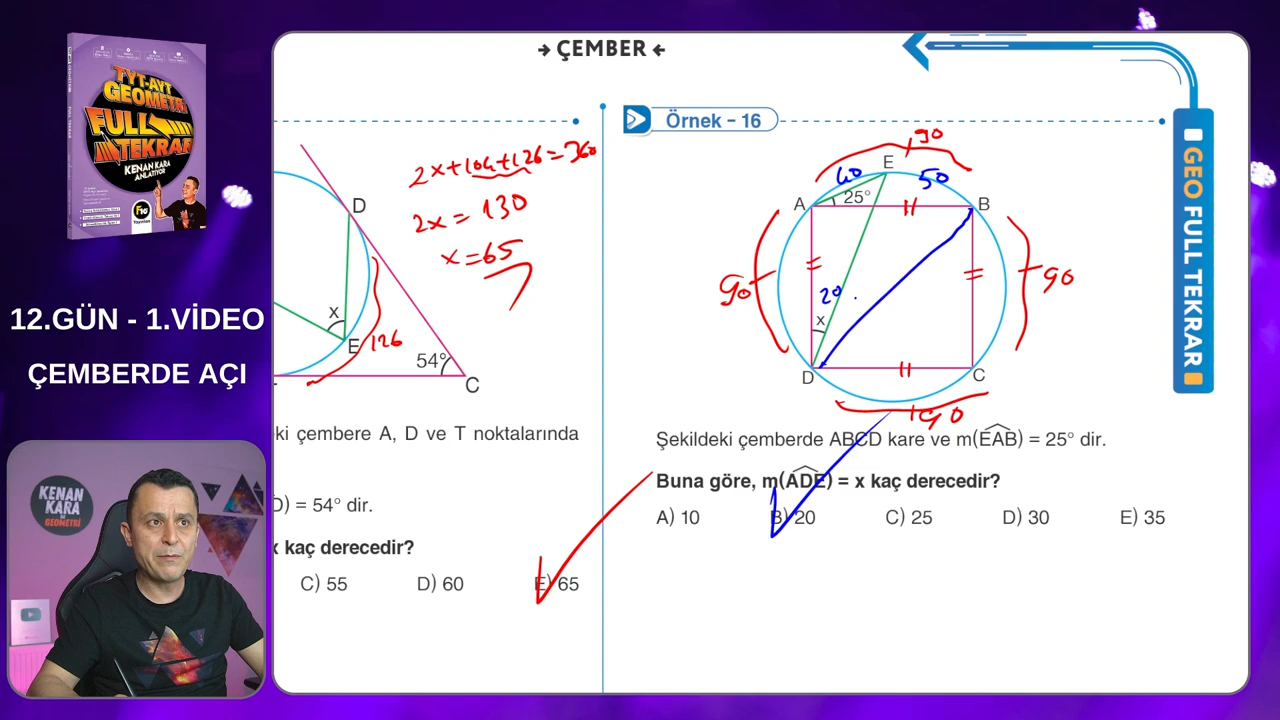 TYT-AYT
GEOMETRİ
FULL
TEKRAR
KENAN KARA
ANLATIYOR
12.GÜN - 1.VİDEO
ÇEMBERDE AÇI
KENAN
KARA
GEOMETRİ
ÇEMBER
D
x
E
126
54°
C
2x+104+126=360
2x = 130
x=65
ki çembere A, D ve T noktalarında
D) = 54° dir.
x kaç derecedir?
C) 55 D) 60 E) 65
Örnek – 16
90
E
40 50
A 25° B
90 90
20
x
D C
90
Şekildeki çemberde ABCD kare ve m(EAB) = 25° dir.
Buna göre, m(ADE) = x kaç derecedir?
A) 10 B) 20 C) 25 D) 30 E) 35
GEO FULL TEKRAR